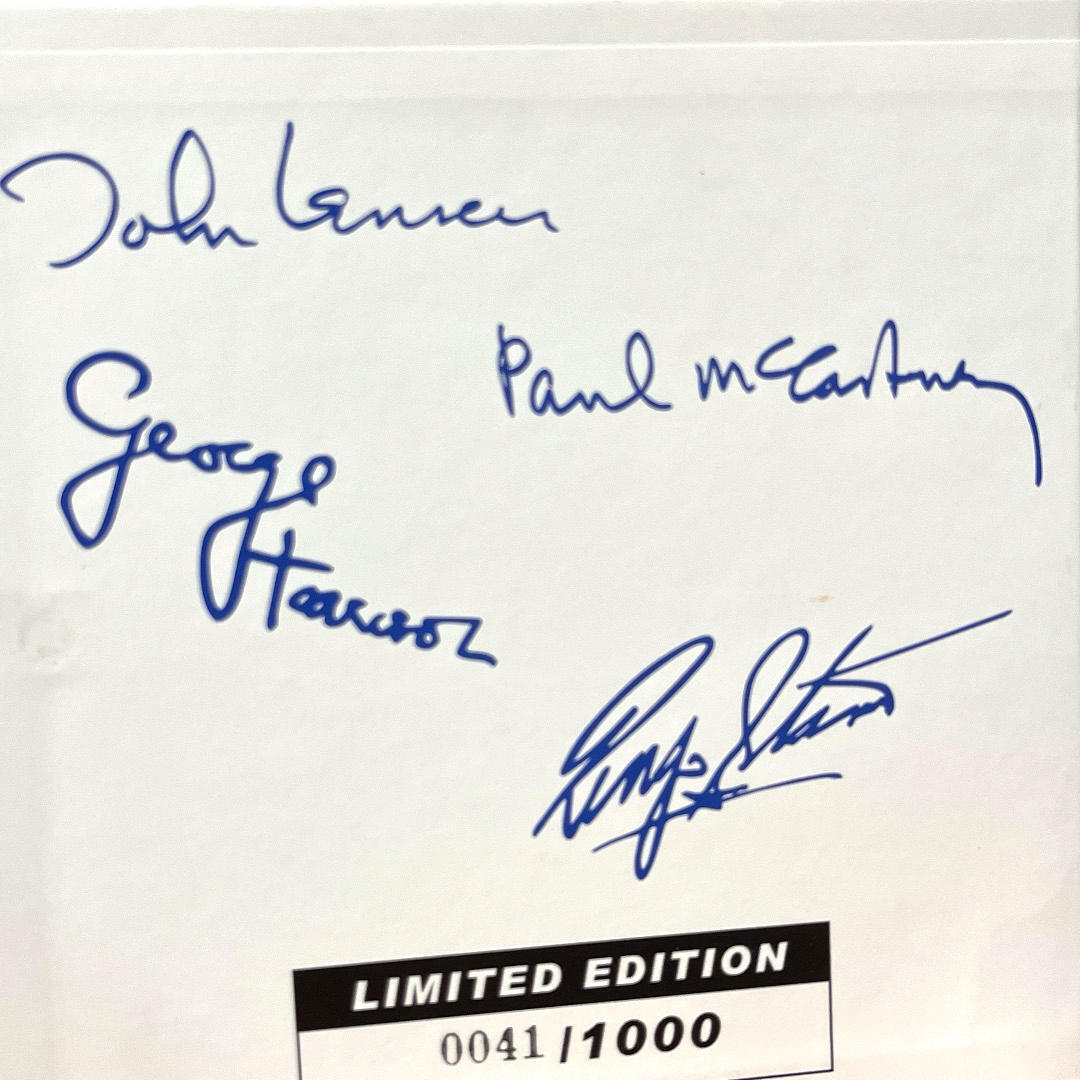 John Lennon
Paul McCartney
George
Harrison
Ringo Starr
LIMITED EDITION
0041/1000